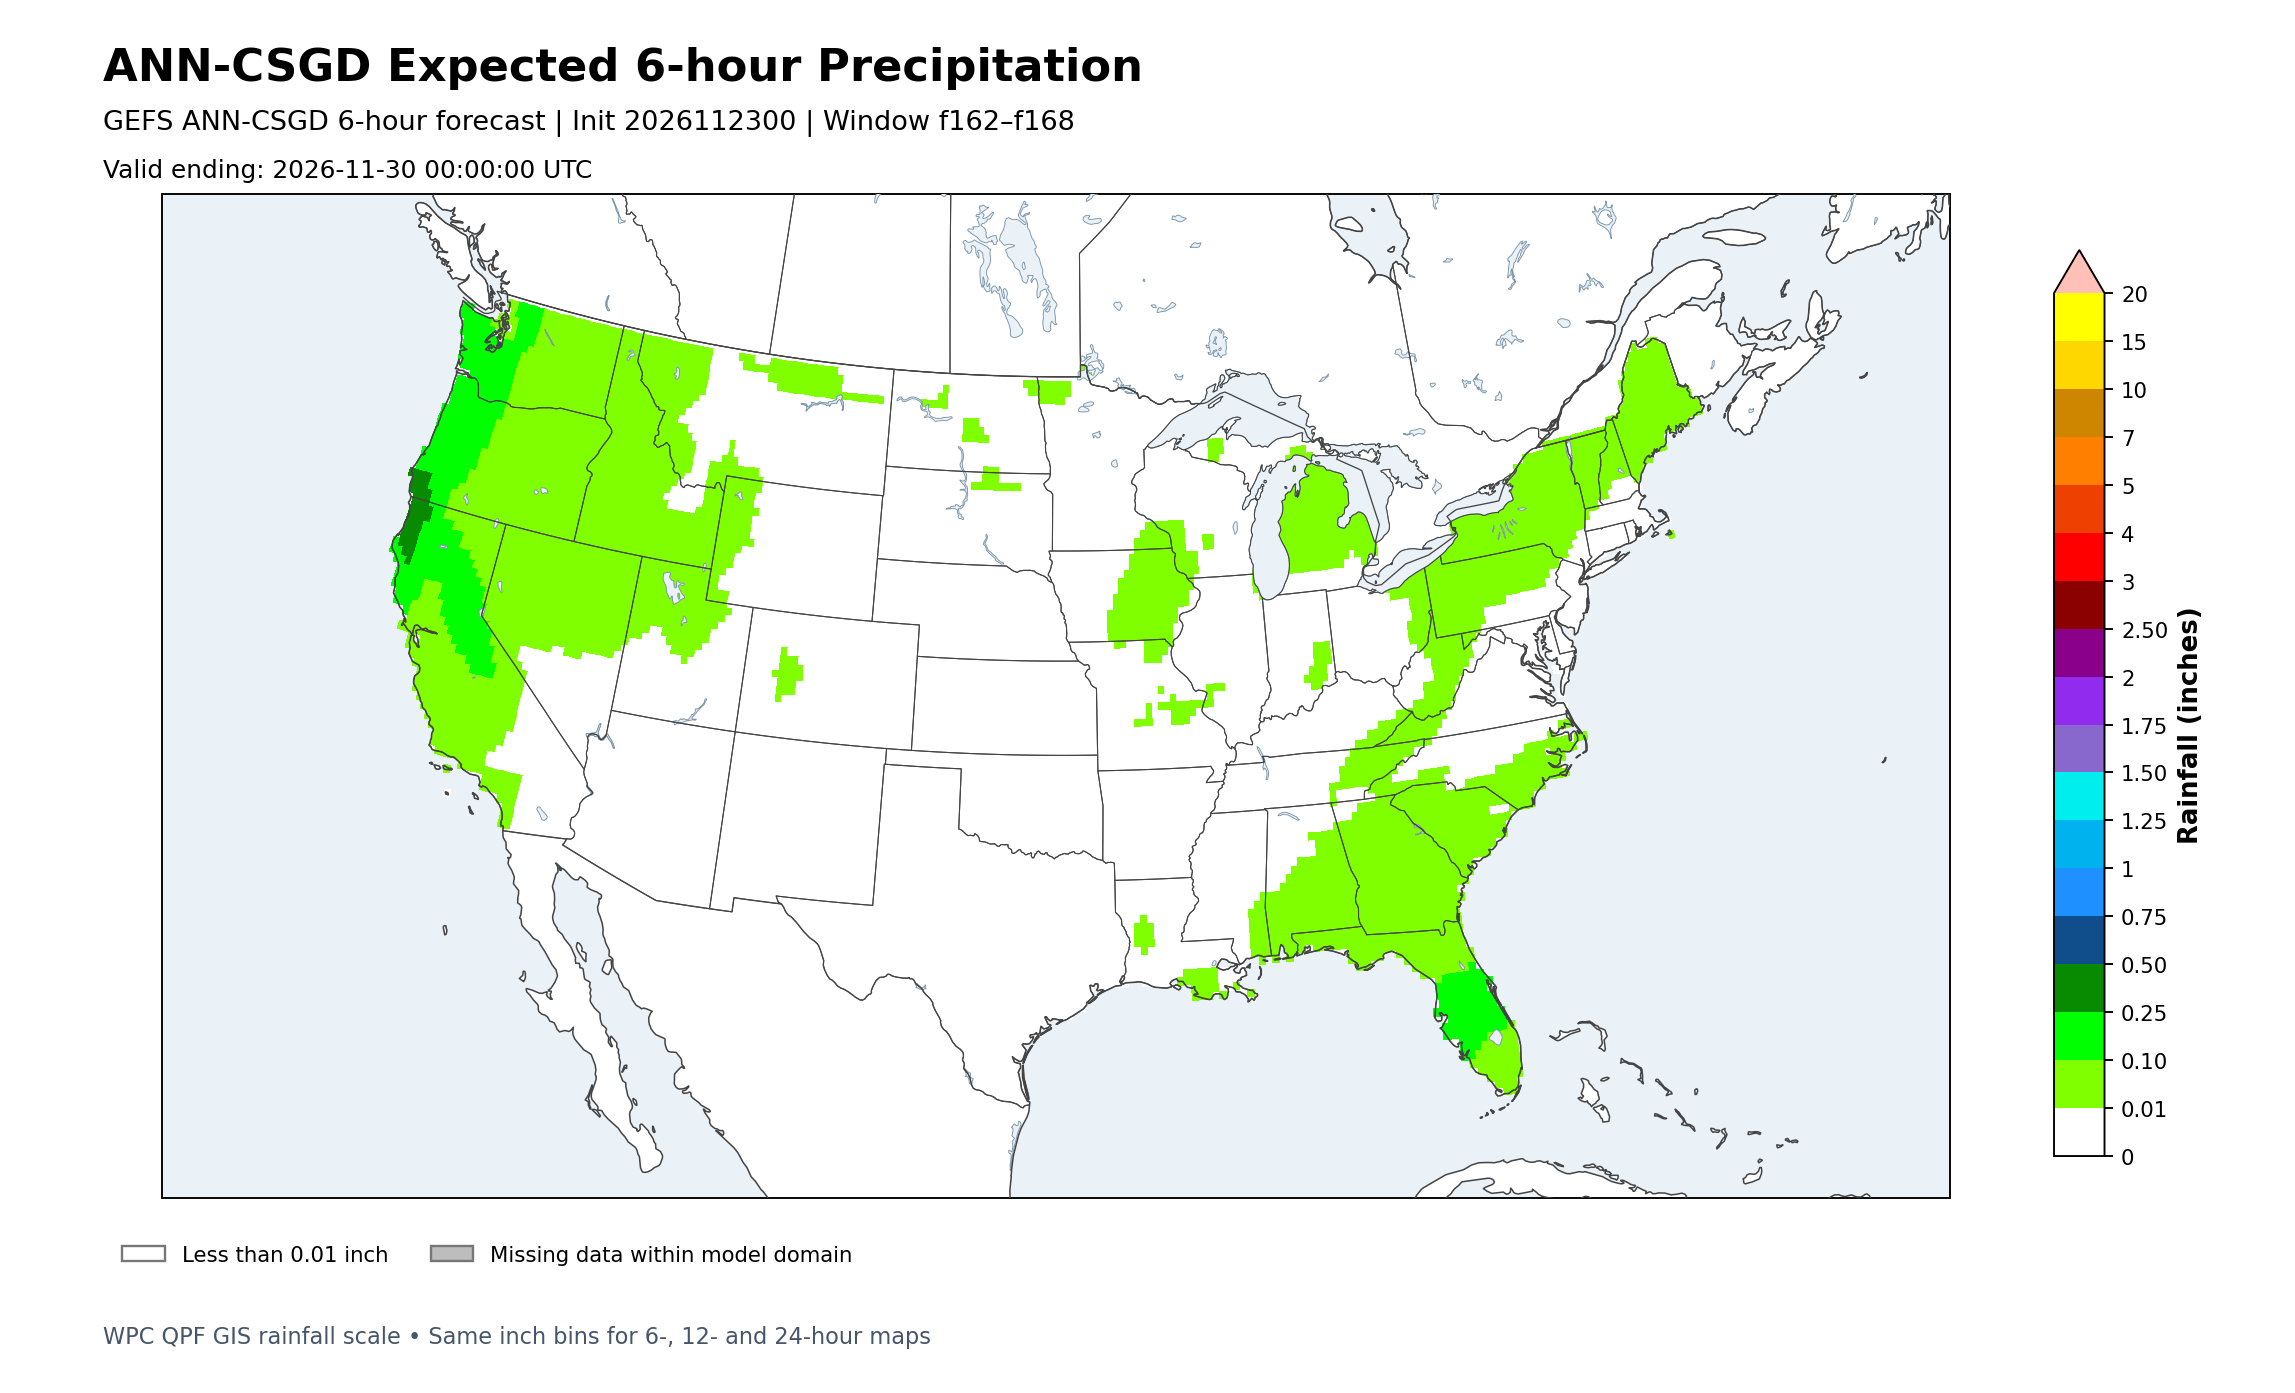 ANN-CSGD Expected 6-hour Precipitation
GEFS ANN-CSGD 6-hour forecast | Init 2026112300 | Window f162–f168
Valid ending: 2026-11-30 00:00:00 UTC
20
15
10
7
5
4
3
2.50
2
1.75
1.50
1.25
1
0.75
0.50
0.25
0.10
0.01
0
Rainfall (inches)
Less than 0.01 inch
Missing data within model domain
WPC QPF GIS rainfall scale • Same inch bins for 6-, 12- and 24-hour maps